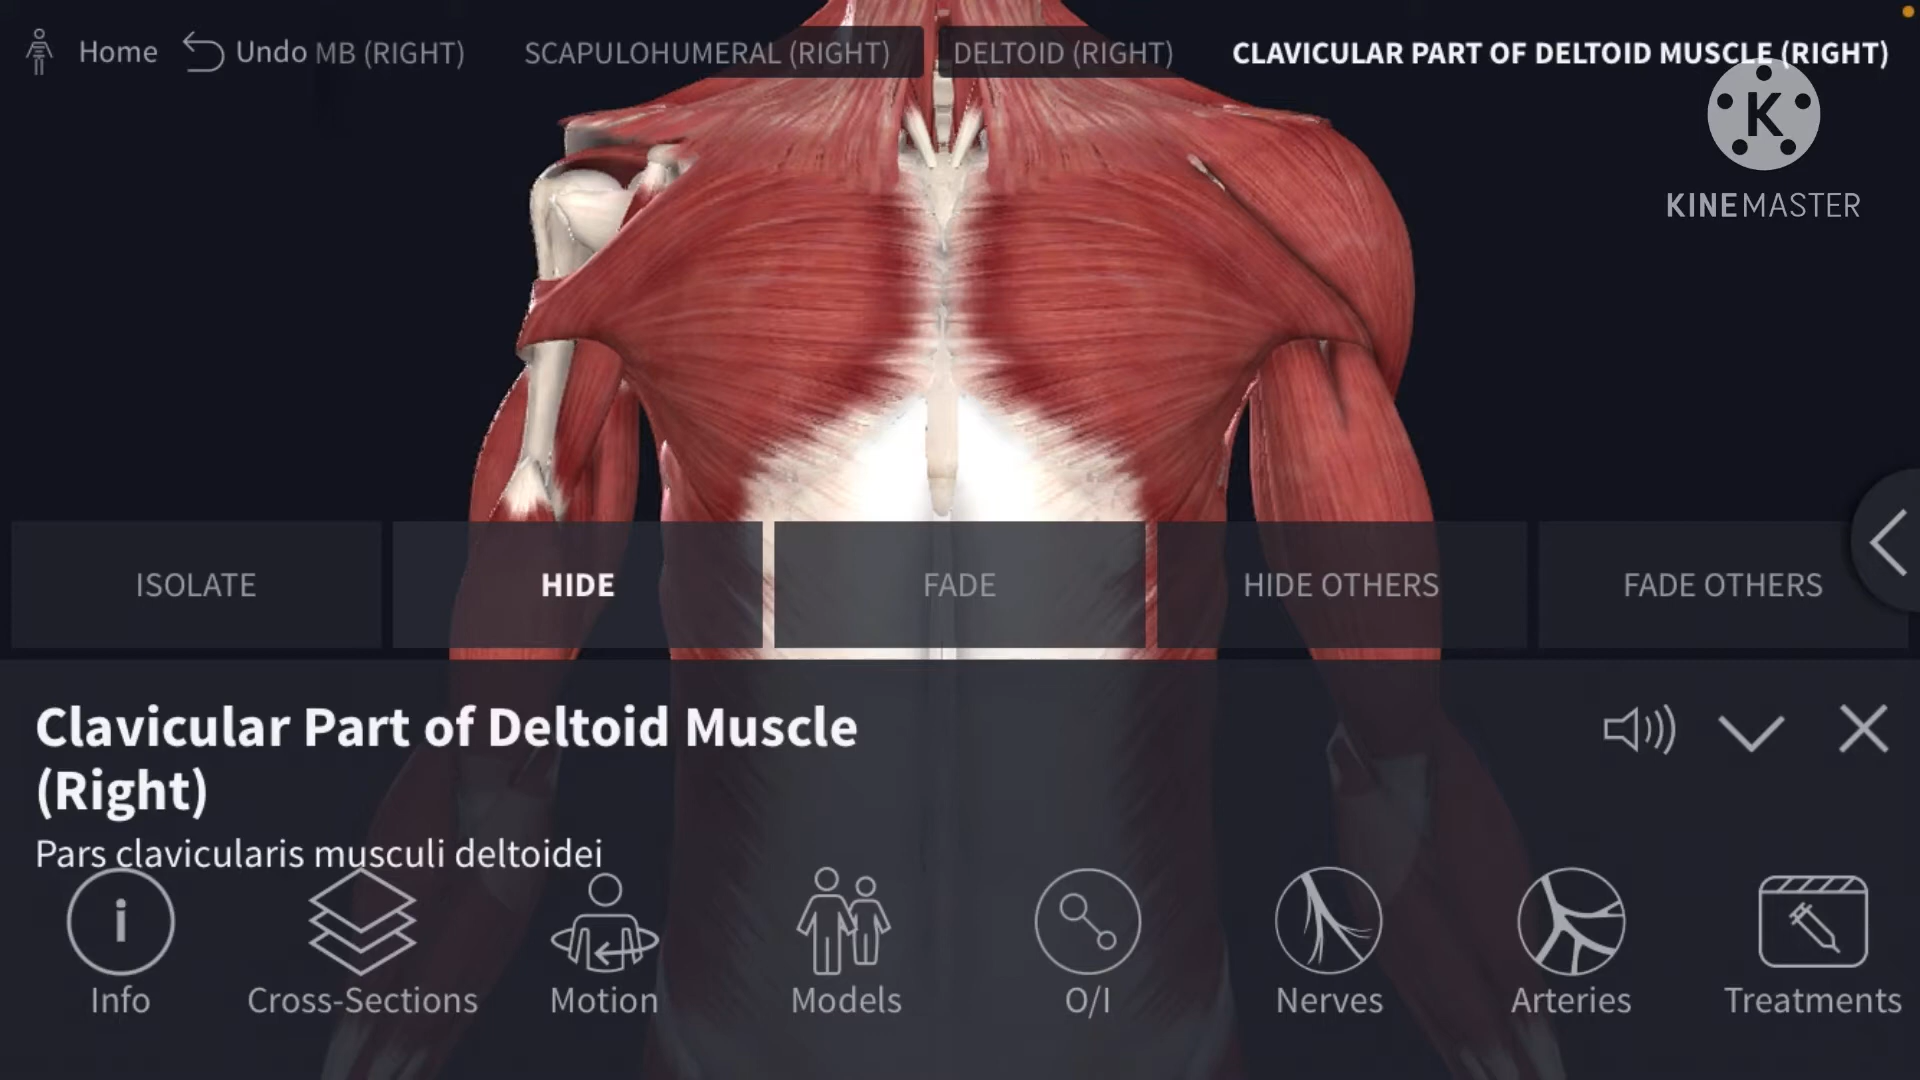 Home Undo MB (RIGHT) SCAPULOHUMERAL (RIGHT) DELTOID (RIGHT) CLAVICULAR PART OF DELTOID MUSCLE (RIGHT)
K
KINEMASTER
ISOLATE HIDE FADE HIDE OTHERS FADE OTHERS
Clavicular Part of Deltoid Muscle
(Right)
Pars clavicularis musculi deltoidei
Info Cross-Sections Motion Models O/I Nerves Arteries Treatments